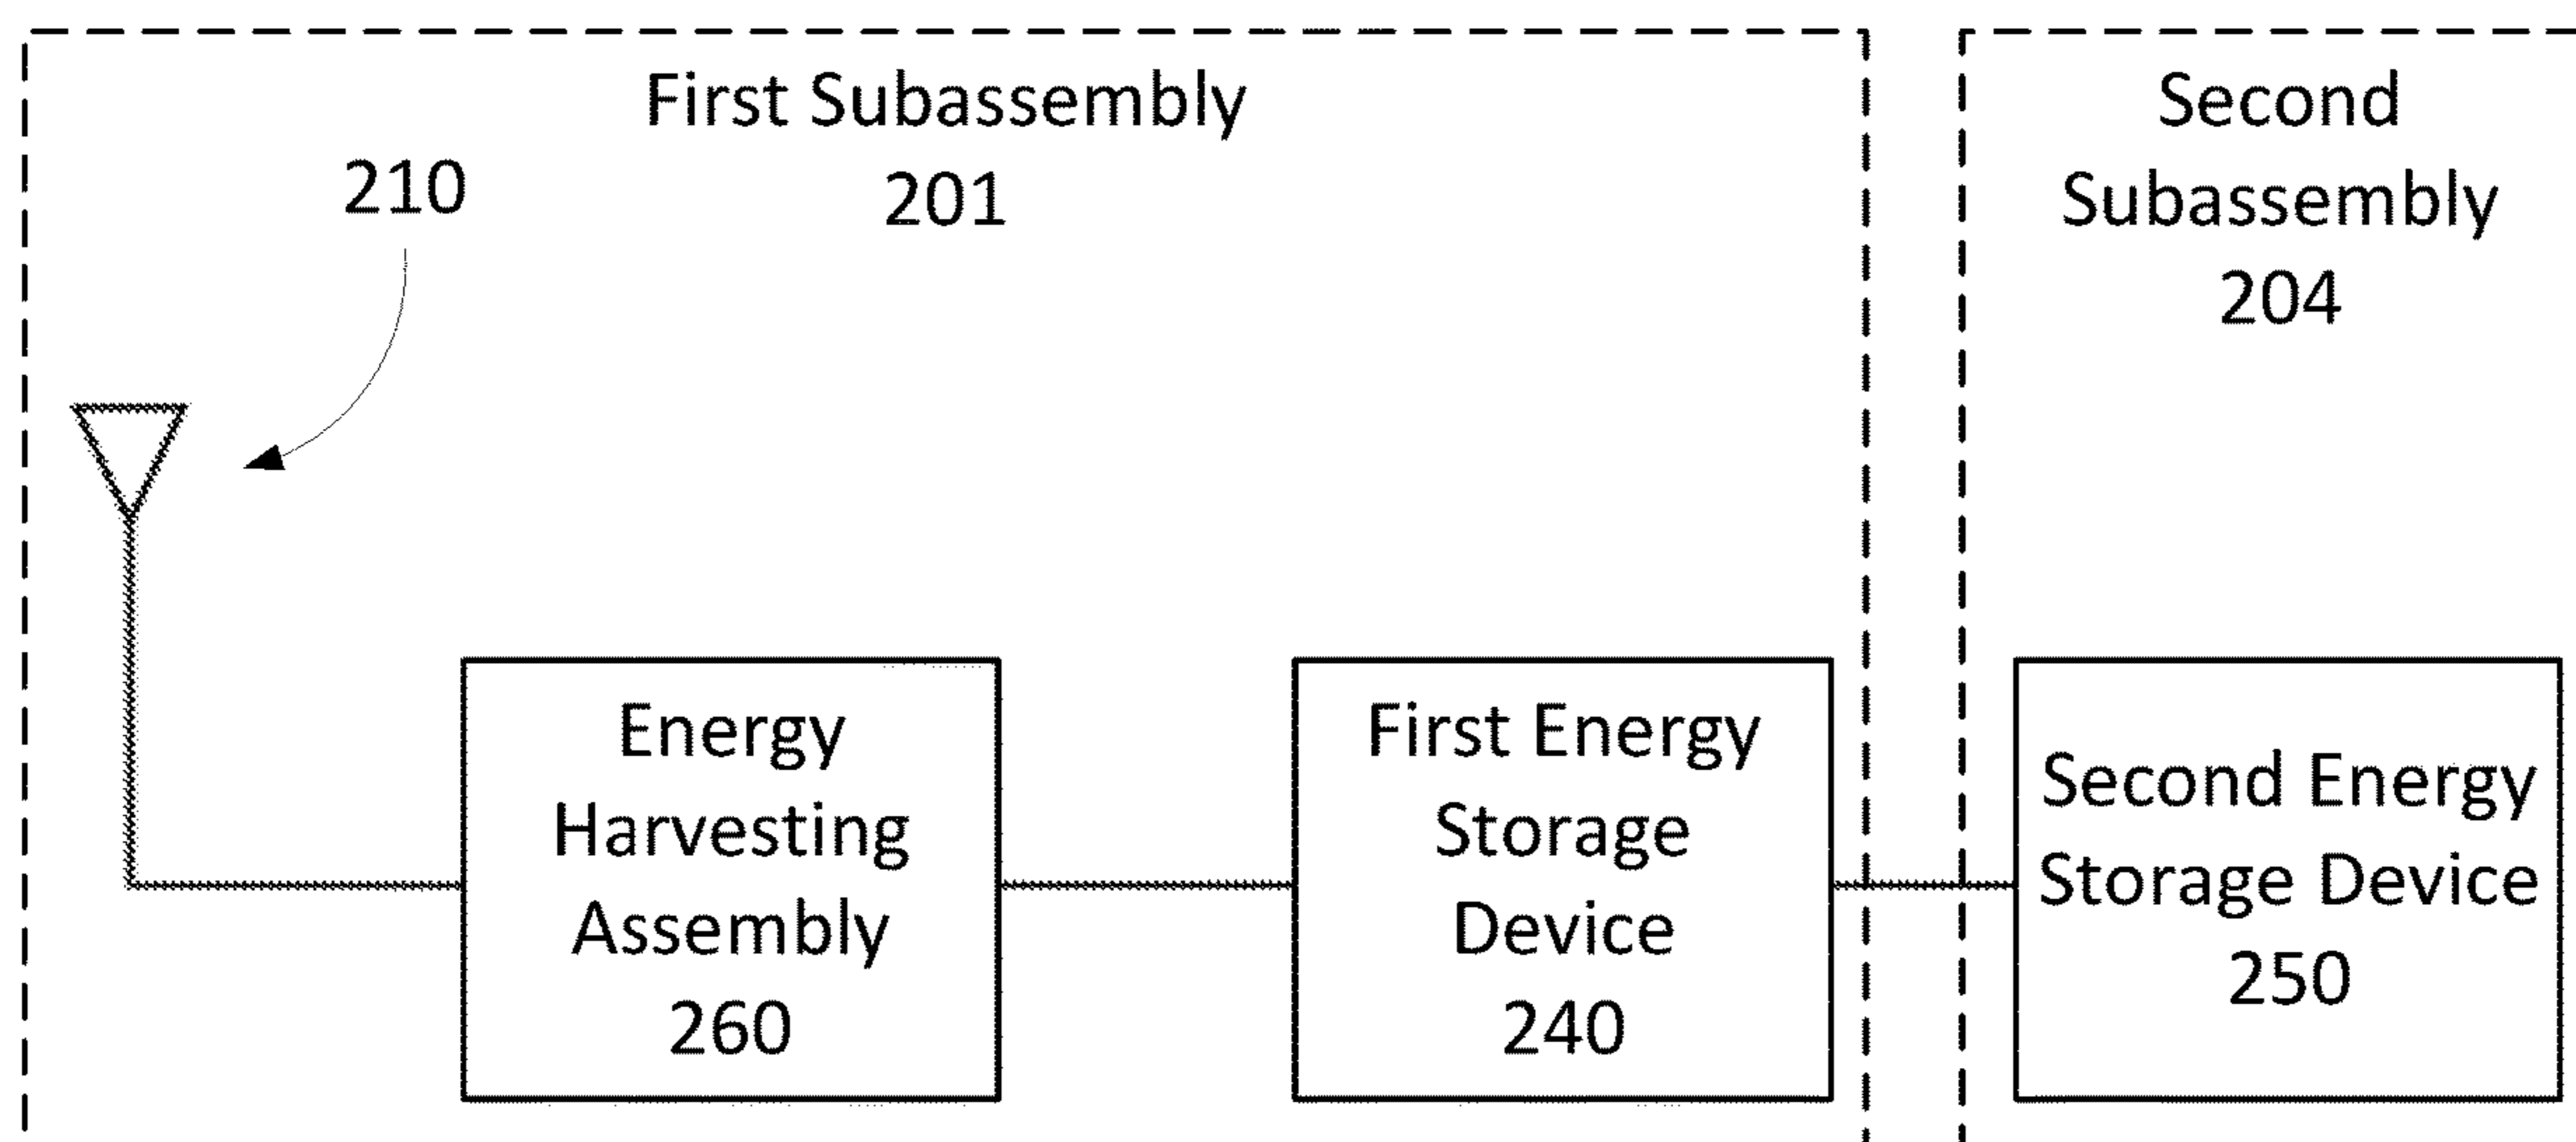 First Subassembly
201
210
Second
Subassembly
204
Energy
Harvesting
Assembly
260
First Energy
Storage
Device
240
Second Energy
Storage Device
250